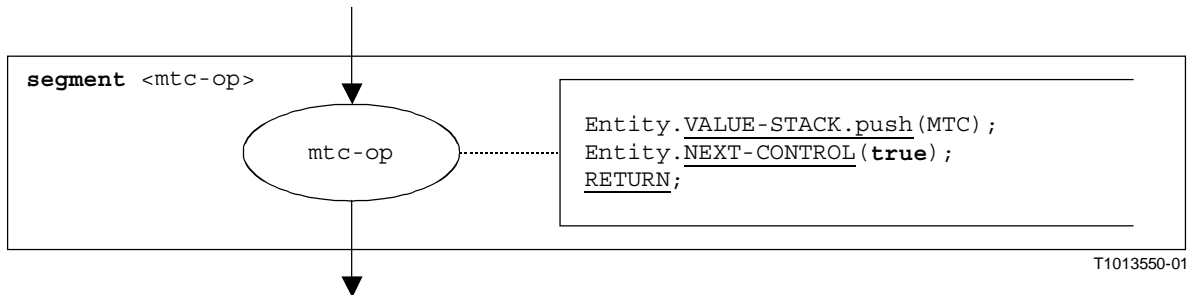 segment <mtc-op>
mtc-op
Entity.VALUE-STACK.push(MTC);
Entity.NEXT-CONTROL(true);
RETURN;
T1013550-01